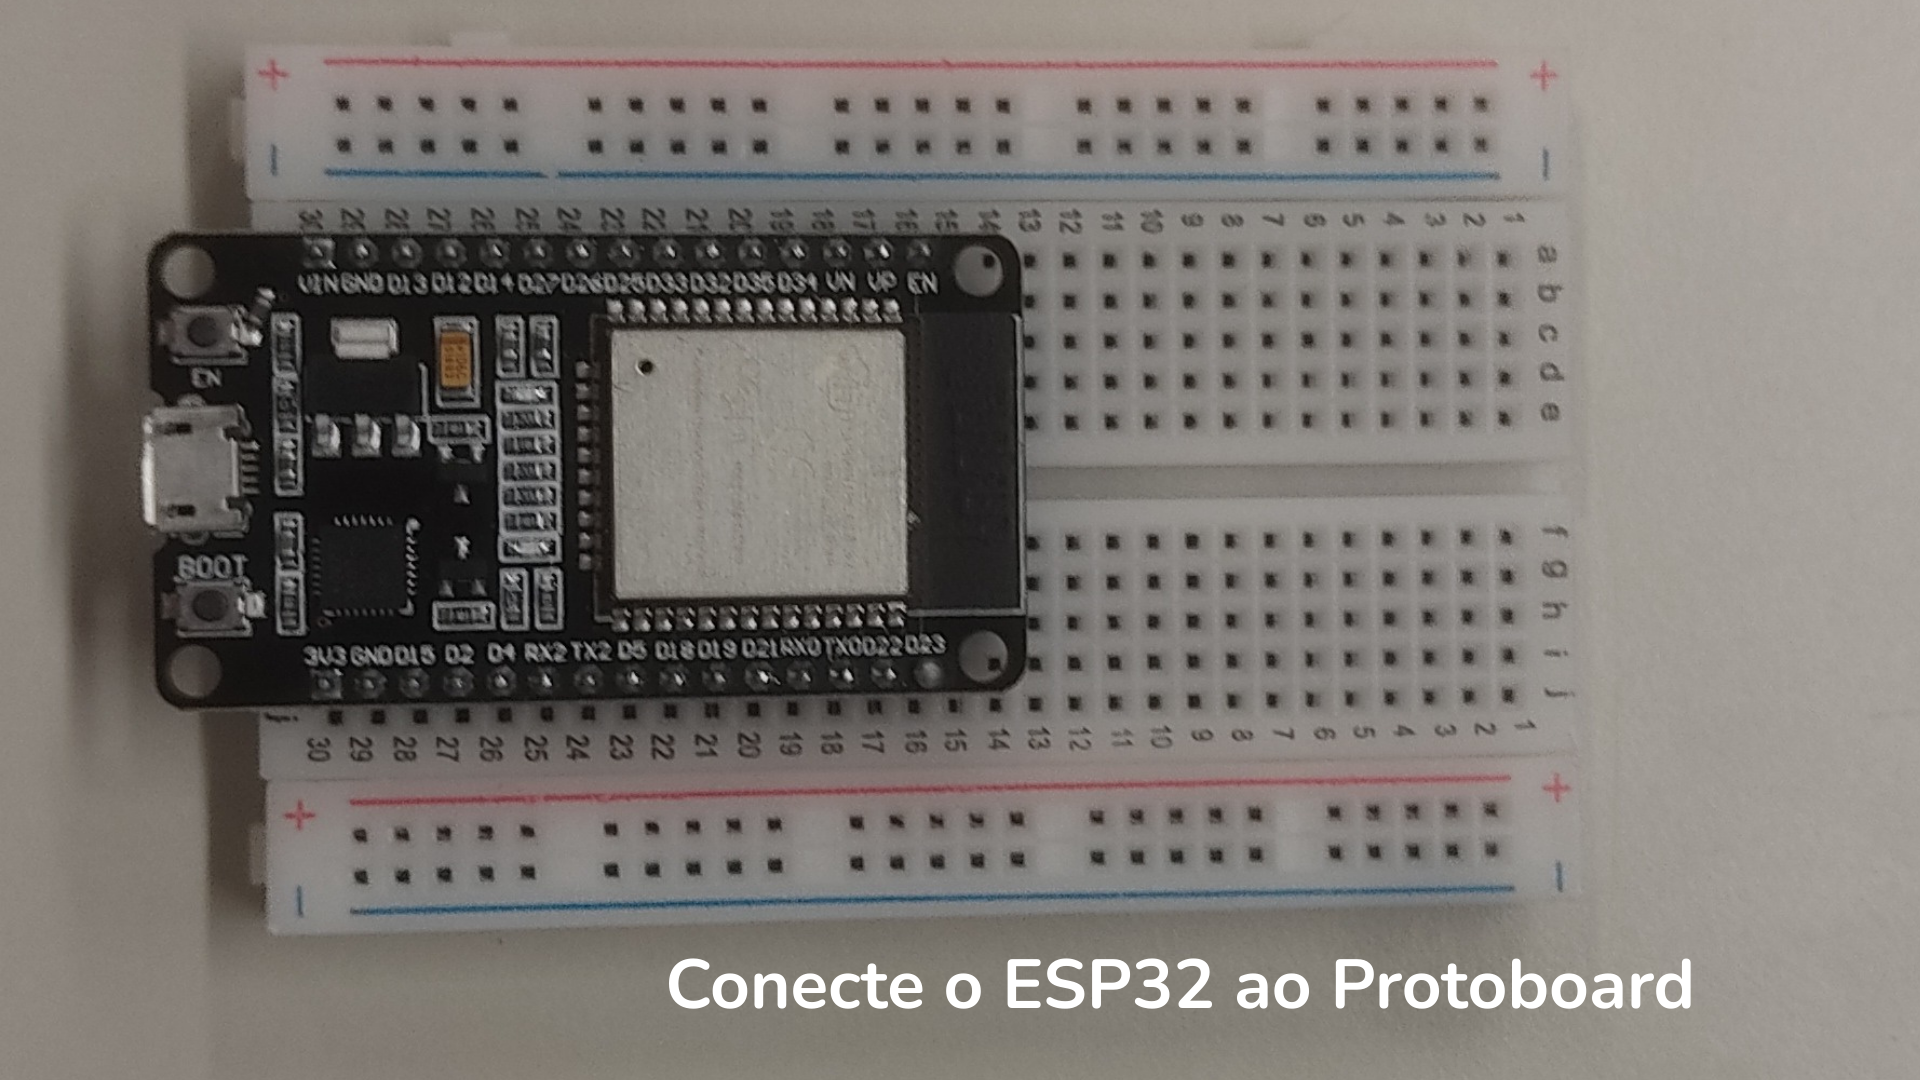 + +
- -
30 29 28 27 26 25 24 23 22 21 20 19 18 17 16 15 14 13 12 11 10 9 8 7 6 5 4 3 2 1
VIN GND D13 D12 D14 D27 D26 D25 D33 D32 D35 D34 VN VP EN
a
b
c
d
e
EN
BOOT
f
g
h
i
j
3V3 GND D15 D2 D4 RX2 TX2 D5 D18 D19 D21 RX0 TX0 D22 D23
j
30 29 28 27 26 25 24 23 22 21 20 19 18 17 16 15 14 13 12 11 10 9 8 7 6 5 4 3 2 1
+ +
- -
Conecte o ESP32 ao Protoboard